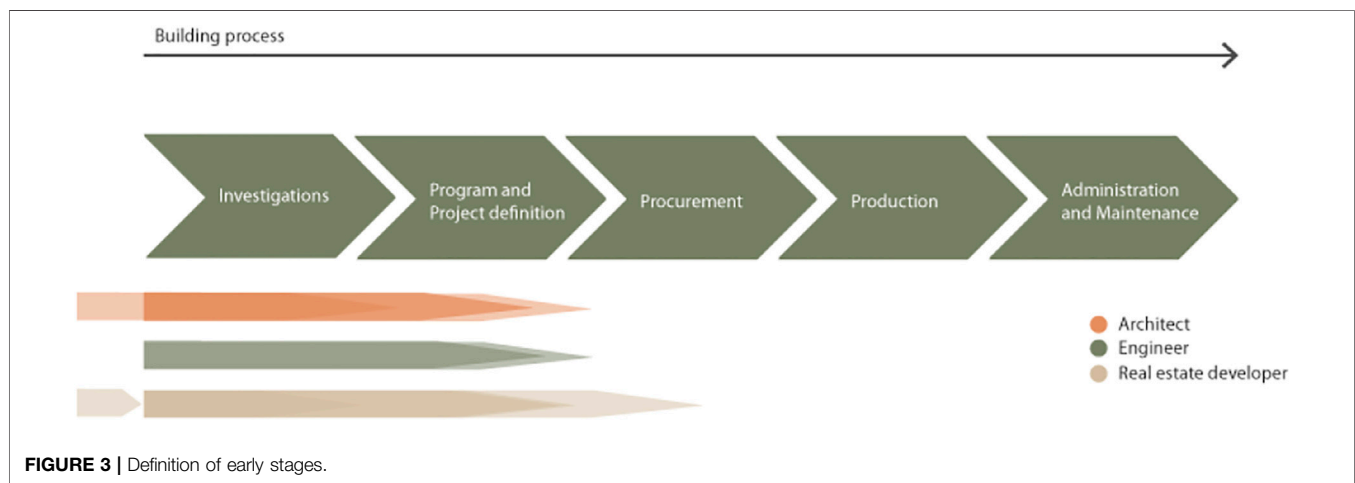 Building process
Investigations
Program and
Project definition
Procurement
Production
Administration
and Maintenance
Architect
Engineer
Real estate developer
FIGURE 3 | Definition of early stages.